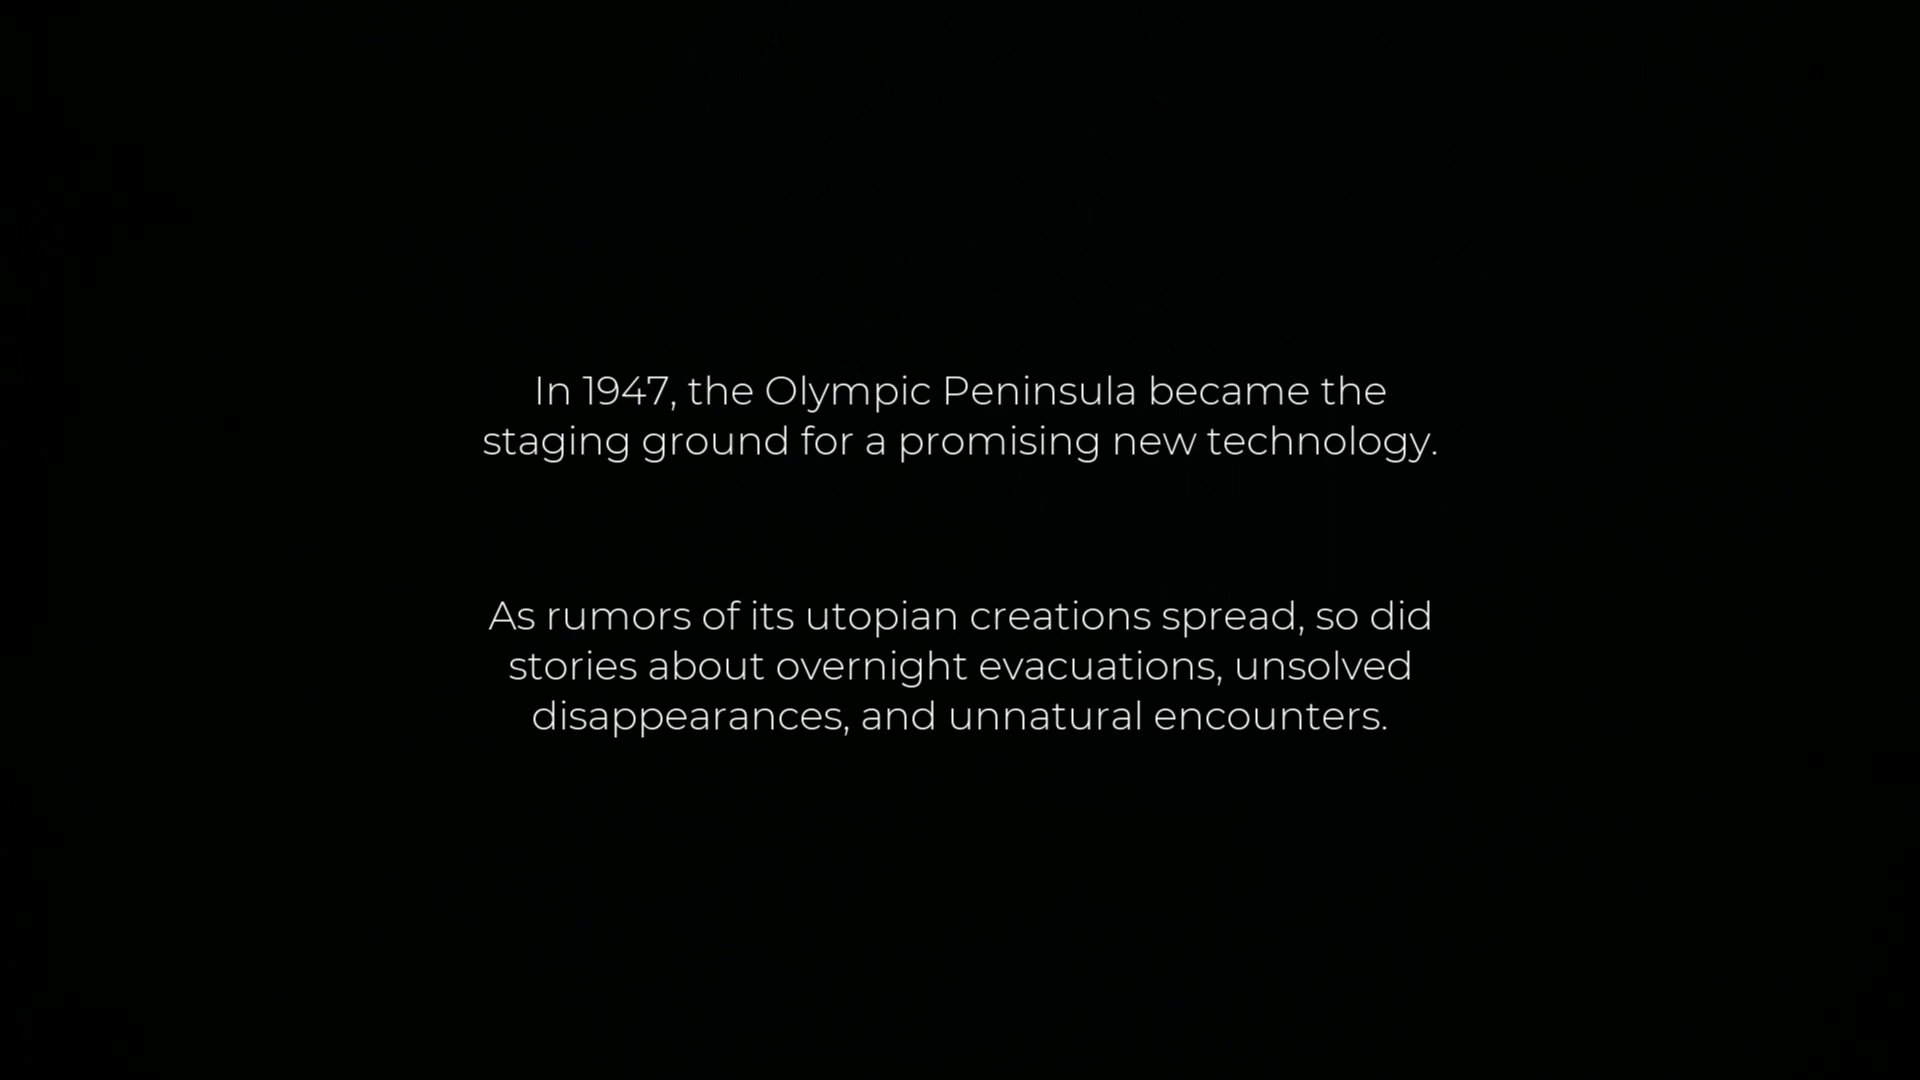 In 1947, the Olympic Peninsula became the
staging ground for a promising new technology.
As rumors of its utopian creations spread, so did
stories about overnight evacuations, unsolved
disappearances, and unnatural encounters.